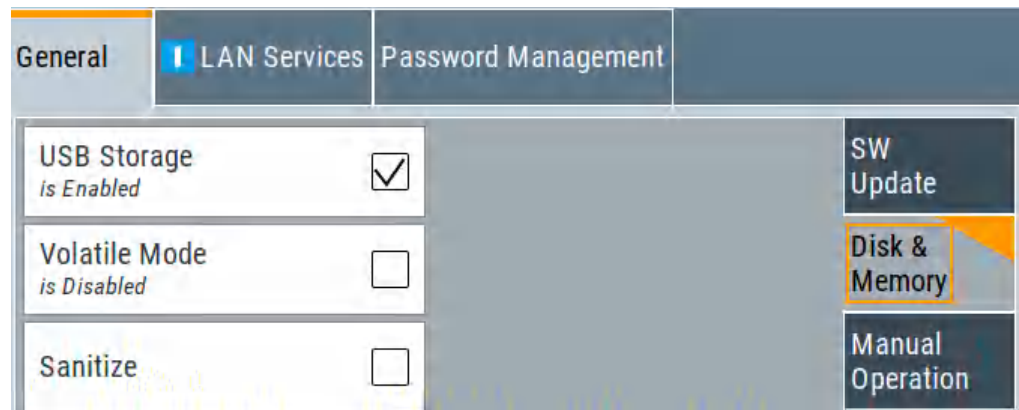 General
LAN Services
Password Management
USB Storage
is Enabled
Volatile Mode
is Disabled
Sanitize
SW
Update
Disk &
Memory
Manual
Operation